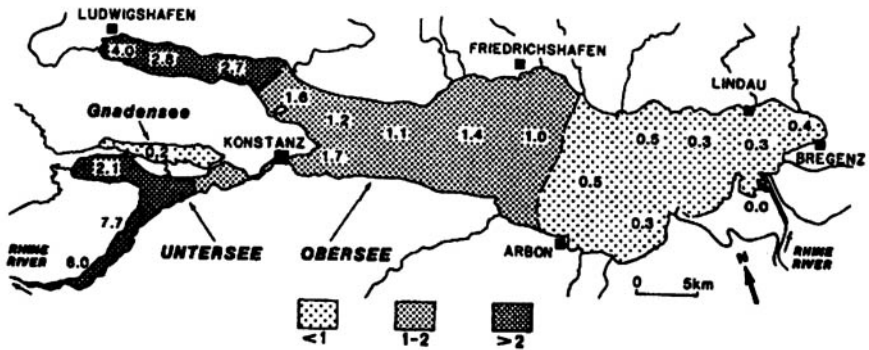 LUDWIGSHAFEN
4.0 2.8 2.7
FRIEDRICHSHAFEN
LINDAU
Gnadensee
1.6
1.2
1.1
1.4
1.0
0.5
0.3
0.3
0.4
KONSTANZ
0.2
1.7
BREGENZ
2.1
0.5
0.0
7.7
0.3
UNTERSEE
OBERSEE
ARBON
RHINE
RIVER
6.0
RHINE
RIVER
N
0 5km
<1 1-2 >2